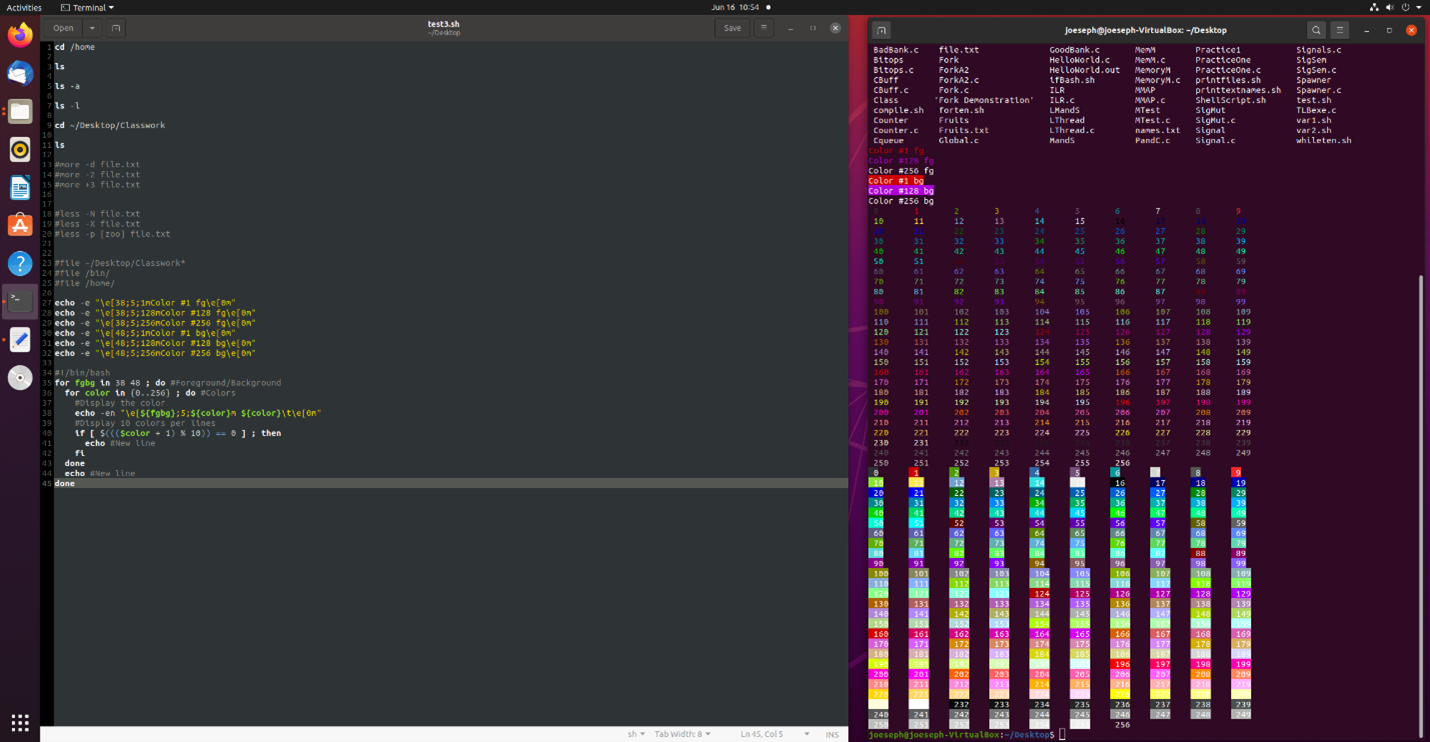 Activities Terminal Jun 16 10:54
Open test3.sh Save
~/Desktop
1 cd /home
2
3 ls
4
5 ls -a
6
7 ls -l
8
9 cd ~/Desktop/Classwork
10
11 ls
12
13 #more -d file.txt
14 #more -2 file.txt
15 #more +3 file.txt
16
17
18 #less -N file.txt
19 #less -X file.txt
20 #less -p [zoo] file.txt
21
22
23 #file ~/Desktop/Classwork*
24 #file /bin/
25 #file /home/
26
27 echo -e "\e[38;5;1mColor #1 fg\e[0m"
28 echo -e "\e[38;5;128mColor #128 fg\e[0m"
29 echo -e "\e[38;5;256mColor #256 fg\e[0m"
30 echo -e "\e[48;5;1mColor #1 bg\e[0m"
31 echo -e "\e[48;5;128mColor #128 bg\e[0m"
32 echo -e "\e[48;5;256mColor #256 bg\e[0m"
33
34 #!/bin/bash
35 for fgbg in 38 48 ; do #Foreground/Background
36 for color in {0..256} ; do #Colors
37 #Display the color
38 echo -en "\e[${fgbg};5;${color}m ${color}\t\e[0m"
39 #Display 10 colors per lines
40 if [ $((($color + 1) % 10)) == 0 ] ; then
41 echo #New line
42 fi
43 done
44 echo #New line
45 done
sh Tab Width: 8 Ln 45, Col 5 INS
joeseph@joeseph-VirtualBox: ~/Desktop
BadBank.c file.txt GoodBank.c MemM Practice1 Signals.c
Bitops Fork HelloWorld.c MemM.c PracticeOne SigSem
Bitops.c ForkA2 HelloWorld.out MemoryM PracticeOne.c SigSem.c
CBuff ForkA2.c ifBash.sh MemoryM.c printfiles.sh Spawner
CBuff.c Fork.c ILR MMAP printtextnames.sh Spawner.c
Class 'Fork Demonstration' ILR.c MMAP.c ShellScript.sh test.sh
compile.sh forten.sh LMandS MTest SigMut TLBexe.c
Counter Fruits LThread MTest.c SigMut.c var1.sh
Counter.c Fruits.txt LThread.c names.txt Signal var2.sh
Cqueue Global.c MandS PandC.c Signal.c whileten.sh
Color #1 fg
Color #128 fg
Color #256 fg
Color #1 bg
Color #128 bg
Color #256 bg
0 1 2 3 4 5 6 7 8 9
10 11 12 13 14 15 16 17
22 23 24 25 26 27 28 29
30 31 32 33 34 35 36 37 38 39
40 41 42 43 44 45 46 47 48 49
50 51 58 59
60 61 62 63 64 65 66 67 68 69
70 71 72 73 74 75 76 77 78 79
80 81 82 83 84 85 86 87
90 91 92 93 94 95 96 97 98 99
100 101 102 103 104 105 106 107 108 109
110 111 112 113 114 115 116 117 118 119
120 121 122 123 124 125 126 127 128 129
130 131 132 133 134 135 136 137 138 139
140 141 142 143 144 145 146 147 148 149
150 151 152 153 154 155 156 157 158 159
160 161 162 163 164 165 166 167 168 169
170 171 172 173 174 175 176 177 178 179
180 181 182 183 184 185 186 187 188 189
190 191 192 193 194 195 196 197 198 199
200 201 202 203 204 205 206 207 208 209
210 211 212 213 214 215 216 217 218 219
220 221 222 223 224 225 226 227 228 229
230 231 232 236 237 238 239
240 241 242 243 244 245 246 247 248 249
250 251 252 253 254 255 256
0 1 2 3 4 5 6 7 8 9
10 11 12 13 14 16 17 18 19
20 21 22 23 24 25 26 27 28 29
30 31 32 33 34 35 36 37 38 39
40 41 42 43 44 45 46 47 48 49
50 51 52 53 54 55 56 57 58 59
60 61 62 63 64 65 66 67 68 69
70 71 72 73 74 75 76 77 78 79
80 81 82 83 84 85 86 87 88 89
90 91 92 93 94 95 96 97 98 99
100 101 102 103 104 105 106 107 108 109
110 111 112 113 114 115 116 117 118 119
120 121 122 123 124 125 126 127 128 129
130 131 132 133 134 135 136 137 138 139
140 141 142 143 144 145 146 147 148 149
150 151 152 153 154 155 156 157 158 159
160 161 162 163 164 165 166 167 168 169
170 171 172 173 174 175 176 177 178 179
180 181 182 183 184 185 186 187 188 189
190 191 192 193 196 197 198 199
200 201 202 203 204 205 206 207 208 209
210 211 212 213 214 215 216 217 218 219
220 221 222 223 226 227
232 233 234 235 236 237 238 239
240 241 242 243 244 245 246 247 248 249
250 251 252 253 256
joeseph@joeseph-VirtualBox:~/Desktop$